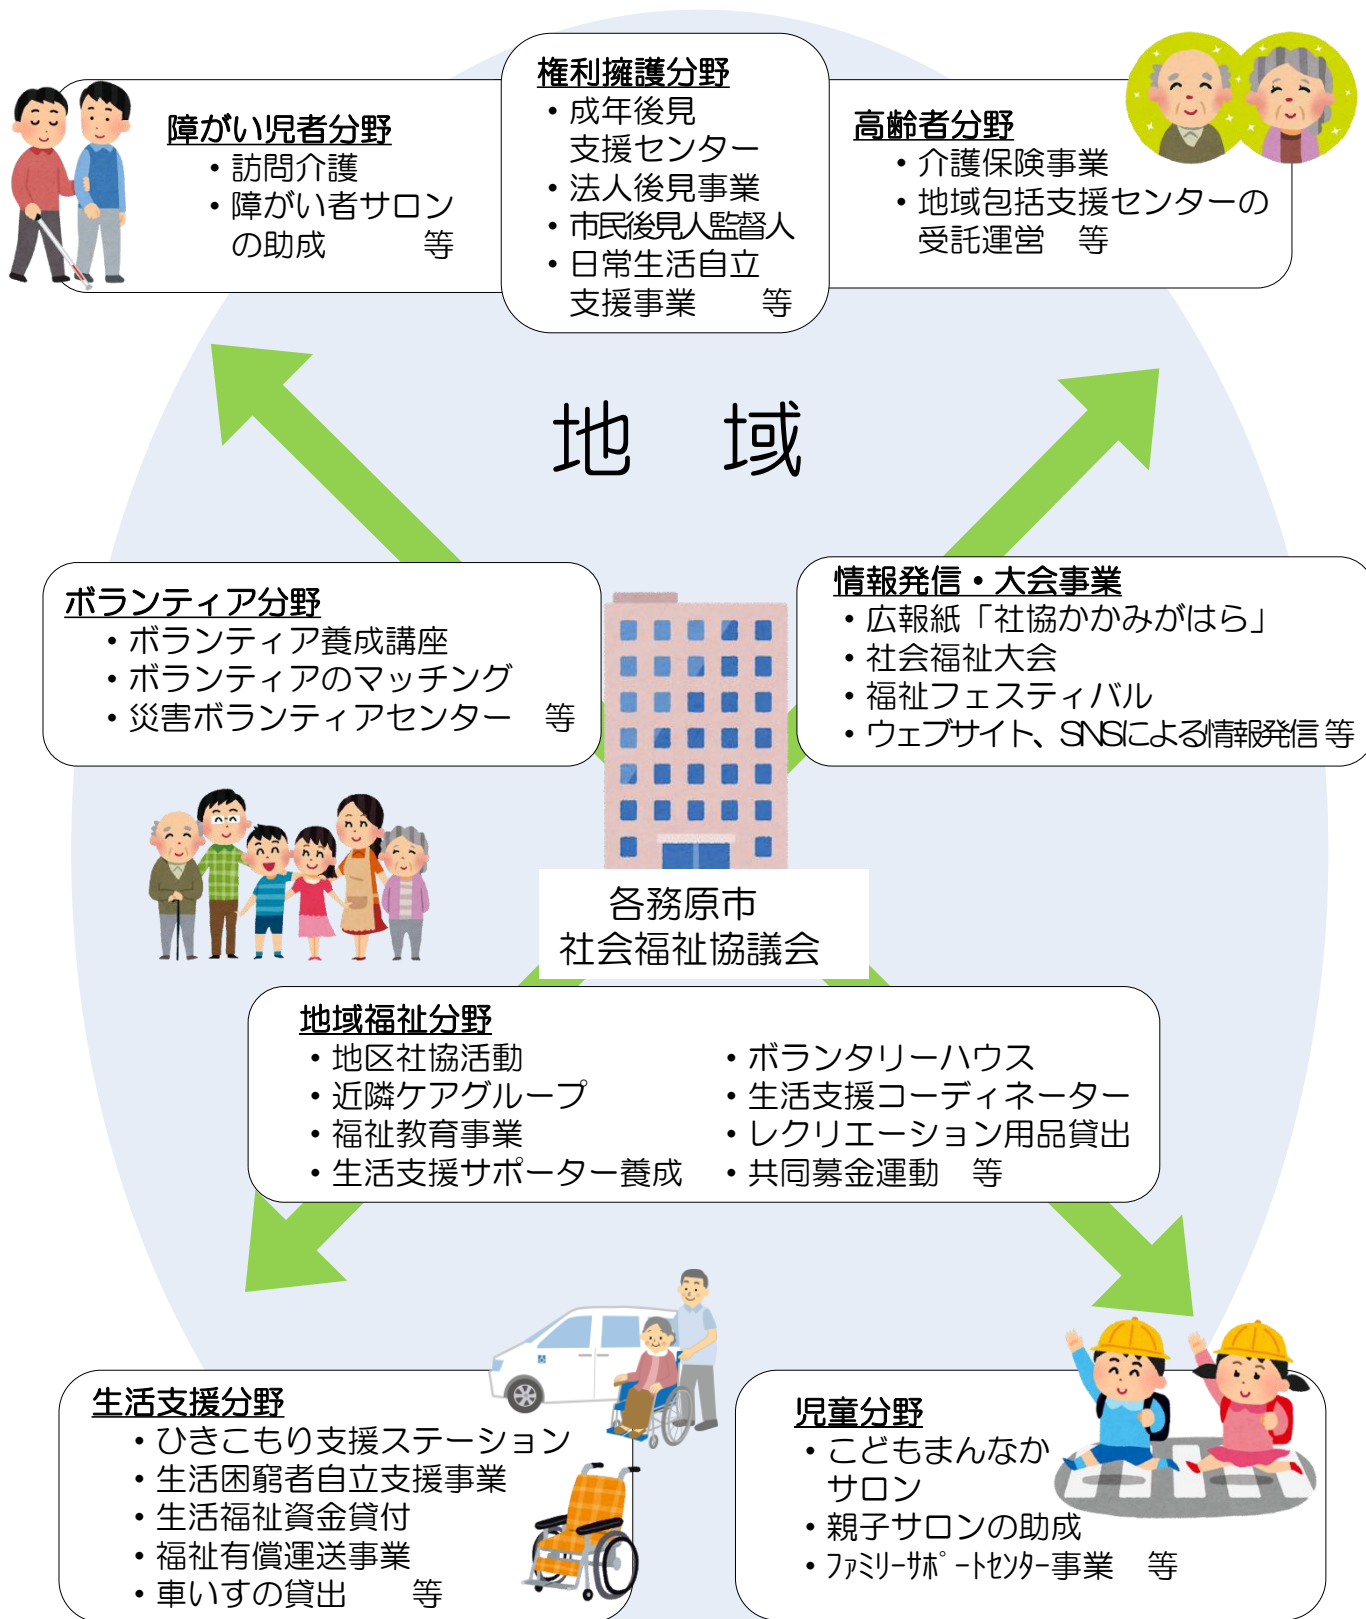 障がい児者分野
・訪問介護
・障がい者サロン
の助成　等
権利擁護分野
・成年後見
支援センター
・法人後見事業
・市民後見人監督人
・日常生活自立
支援事業　等
高齢者分野
・介護保険事業
・地域包括支援センターの
受託運営　等
地　域
ボランティア分野
・ボランティア養成講座
・ボランティアのマッチング
・災害ボランティアセンター　等
情報発信・大会事業
・広報紙「社協かかみがはら」
・社会福祉大会
・福祉フェスティバル
・ウェブサイト、SNSによる情報発信 等
各務原市
社会福祉協議会
地域福祉分野
・地区社協活動
・近隣ケアグループ
・福祉教育事業
・生活支援サポーター養成
・ボランタリーハウス
・生活支援コーディネーター
・レクリエーション用品貸出
・共同募金運動　等
生活支援分野
・ひきこもり支援ステーション
・生活困窮者自立支援事業
・生活福祉資金貸付
・福祉有償運送事業
・車いすの貸出　等
児童分野
・こどもまんなか
サロン
・親子サロンの助成
・ﾌｧﾐﾘｰｻﾎﾟｰﾄｾﾝﾀｰ事業　等